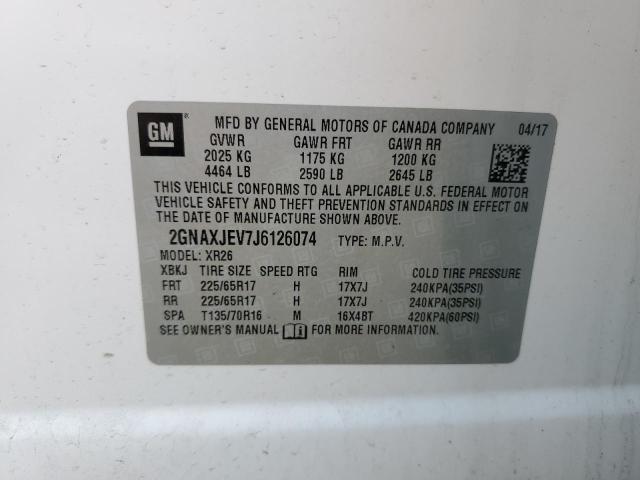 GM
MFD BY GENERAL MOTORS OF CANADA COMPANY 04/17
GVWR GAWR FRT GAWR RR
2025 KG 1175 KG 1200 KG
4464 LB 2590 LB 2645 LB
THIS VEHICLE CONFORMS TO ALL APPLICABLE U.S. FEDERAL MOTOR
VEHICLE SAFETY AND THEFT PREVENTION STANDARDS IN EFFECT ON
THE DATE OF MANUFACTURE SHOWN ABOVE.
2GNAXJEV7J6126074 TYPE: M.P.V.
MODEL: XR26
XBKJ TIRE SIZE SPEED RTG RIM COLD TIRE PRESSURE
FRT 225/65R17 H 17X7J 240KPA(35PSI)
RR 225/65R17 H 17X7J 240KPA(35PSI)
SPA T135/70R16 M 16X4BT 420KPA(60PSI)
SEE OWNER'S MANUAL FOR MORE INFORMATION